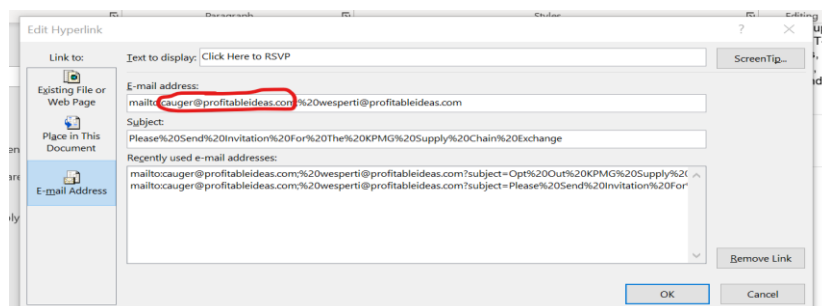 Paragraph Styles Editing
Edit Hyperlink ?
Link to:
Text to display: Click Here to RSVP
ScreenTip...
Existing File or
Web Page
E-mail address:
mailto:cauger@profitableideas.com;%20wesperti@profitableideas.com
Place in This
Document
Subject:
Please%20Send%20Invitation%20For%20The%20KPMG%20Supply%20Chain%20Exchange
Recently used e-mail addresses:
E-mail Address
mailto:cauger@profitableideas.com;%20wesperti@profitableideas.com?subject=Opt%20Out%20KPMG%20Supply%20
mailto:cauger@profitableideas.com;%20wesperti@profitableideas.com?subject=Please%20Send%20Invitation%20For
Remove Link
OK Cancel